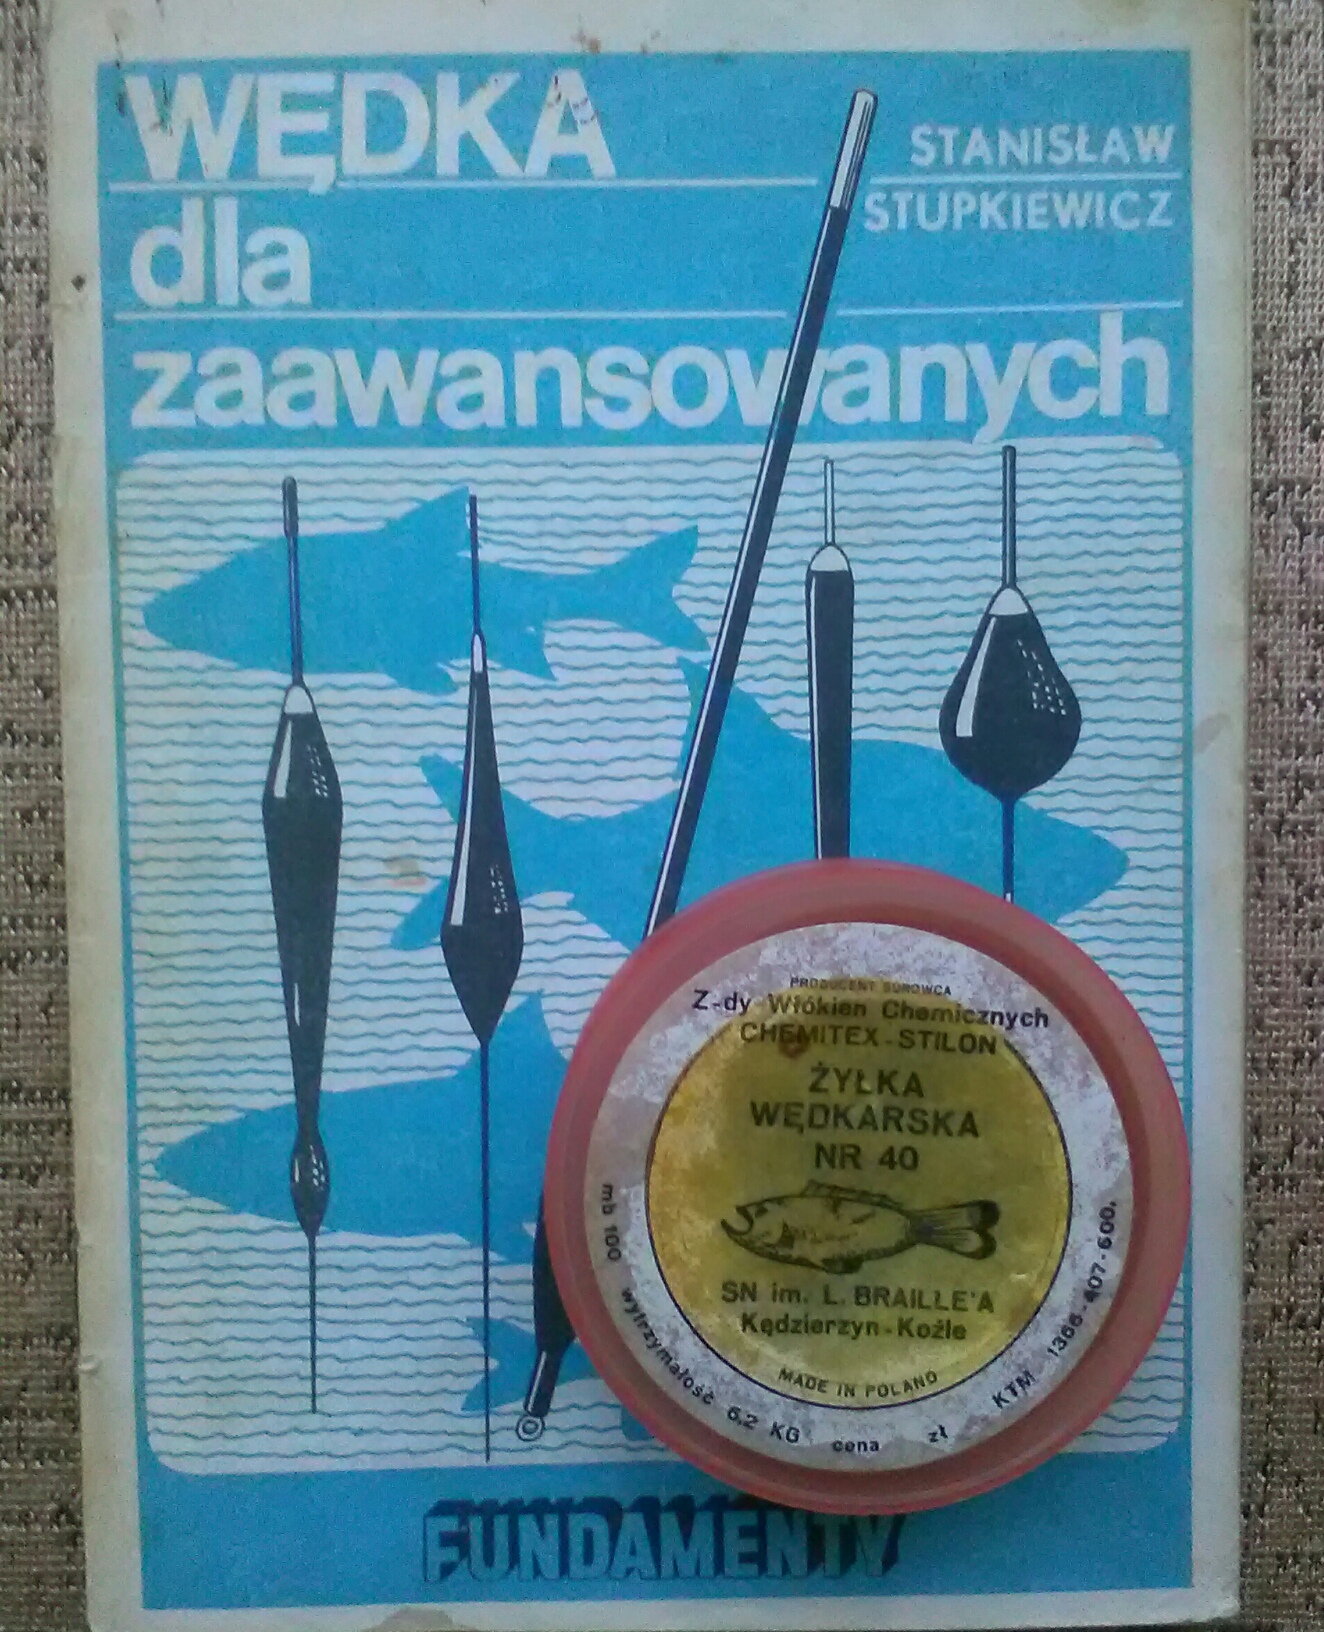 WĘDKA
dla
zaawansowanych
STANISŁAW
STUPKIEWICZ
PRODUCENT SUROWCA
Z-dy Włókien Chemicznych
CHEMITEX-STILON
ŻYŁKA
WĘDKARSKA
NR 40
SN im. L. BRAILLE'A
Kędzierzyn-Koźle
MADE IN POLAND
mb 100 wytrzymałość 6,2 KG cena zł KTM 1366-407-600.
FUNDAMENTY